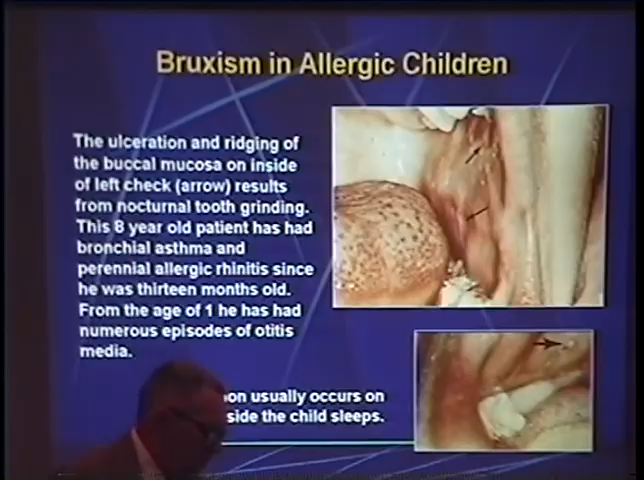 Bruxism in Allergic Children
The ulceration and ridging of
the buccal mucosa on inside
of left check (arrow) results
from nocturnal tooth grinding.
This 8 year old patient has had
bronchial asthma and
perennial allergic rhinitis since
he was thirteen months old.
From the age of 1 he has had
numerous episodes of otitis
media.
usually occurs on
side the child sleeps.